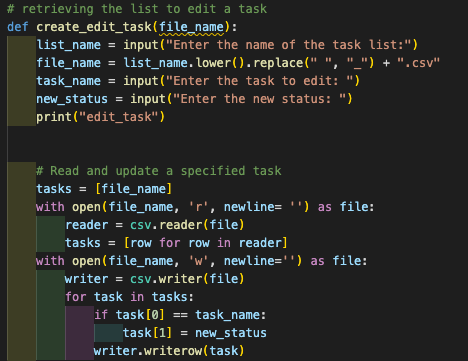 # retrieving the list to edit a task
def create_edit_task(file_name):
    list_name = input("Enter the name of the task list:")
    file_name = list_name.lower().replace(" ", "_") + ".csv"
    task_name = input("Enter the task to edit: ")
    new_status = input("Enter the new status: ")
    print("edit_task")
    # Read and update a specified task
    tasks = [file_name]
    with open(file_name, 'r', newline= '') as file:
        reader = csv.reader(file)
        tasks = [row for row in reader]
    with open(file_name, 'w', newline='') as file:
        writer = csv.writer(file)
        for task in tasks:
            if task[0] == task_name:
                task[1] = new_status
            writer.writerow(task)